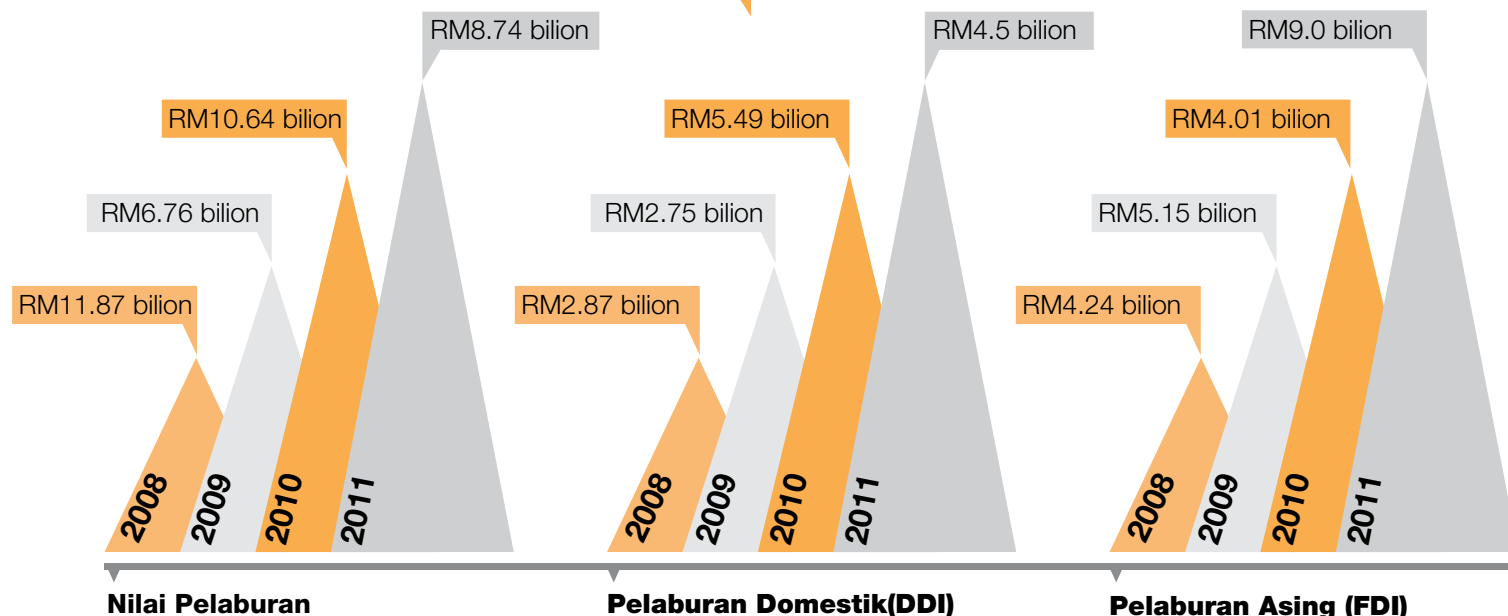 RM8.74 bilion
RM10.64 bilion
RM6.76 bilion
RM11.87 bilion
2008
2009
2010
2011
Nilai Pelaburan
RM4.5 bilion
RM5.49 bilion
RM2.75 bilion
RM2.87 bilion
2008
2009
2010
2011
Pelaburan Domestik(DDI)
RM9.0 bilion
RM4.01 bilion
RM5.15 bilion
RM4.24 bilion
2008
2009
2010
2011
Pelaburan Asing (FDI)